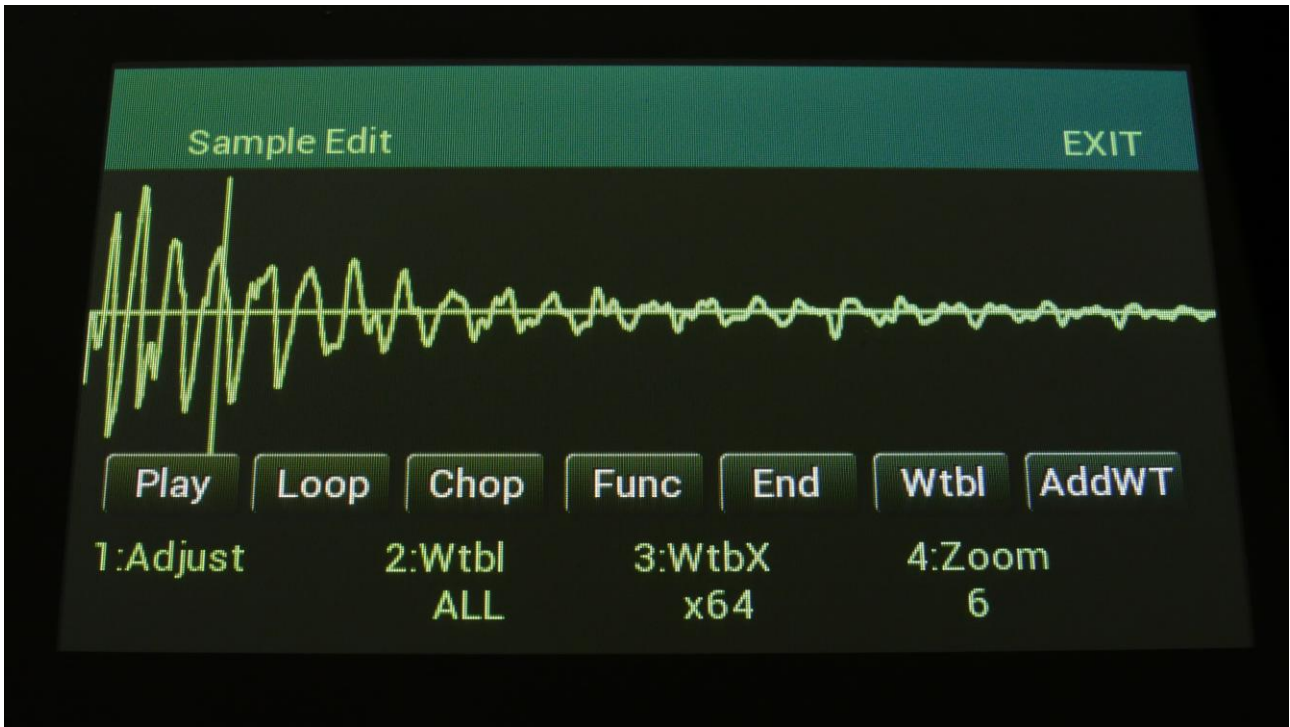 Sample Edit EXIT
Play Loop Chop Func End Wtbl AddWT
1:Adjust 2:Wtbl 3:WtbX 4:Zoom
ALL x64 6